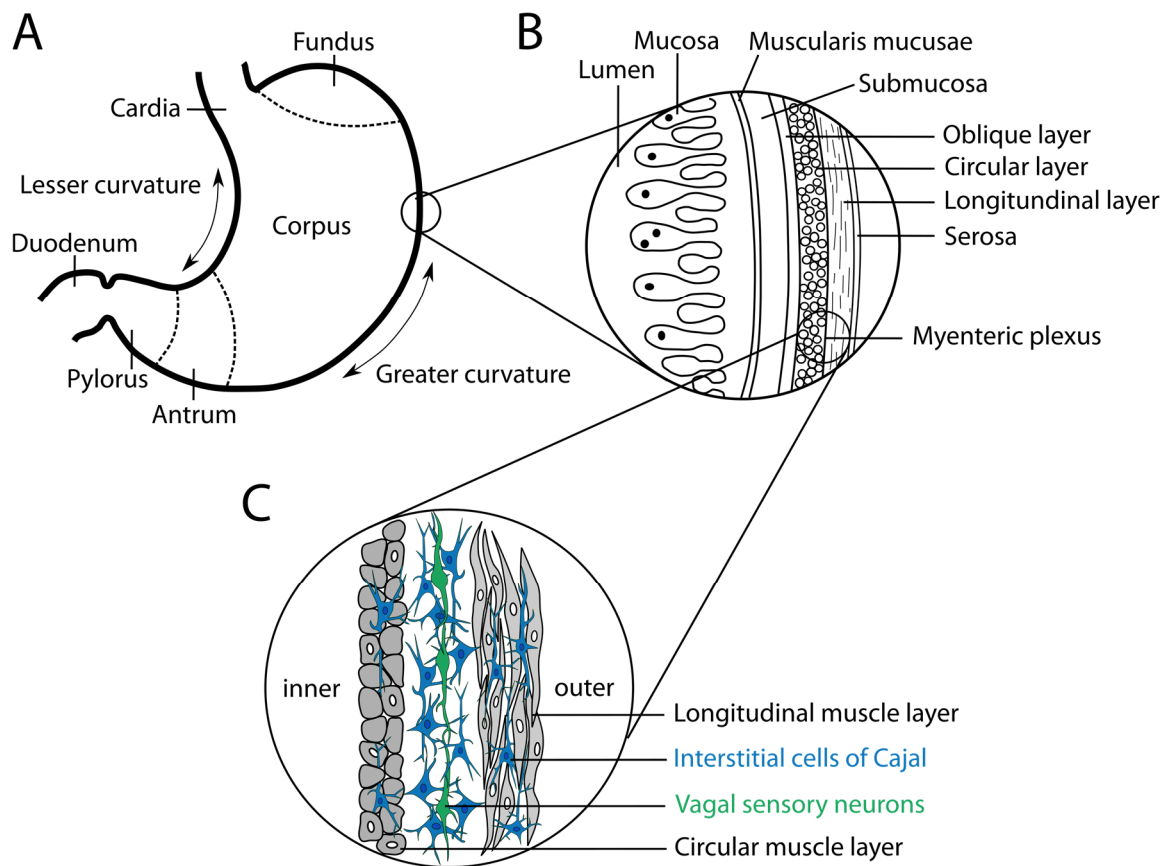 A
Fundus
Cardia
Lesser curvature
Corpus
Duodenum
Pylorus
Antrum
Greater curvature
B
Mucosa
Muscularis mucusae
Lumen
Submucosa
Oblique layer
Circular layer
Longitundinal layer
Serosa
Myenteric plexus
C
inner
outer
Longitudinal muscle layer
Interstitial cells of Cajal
Vagal sensory neurons
Circular muscle layer